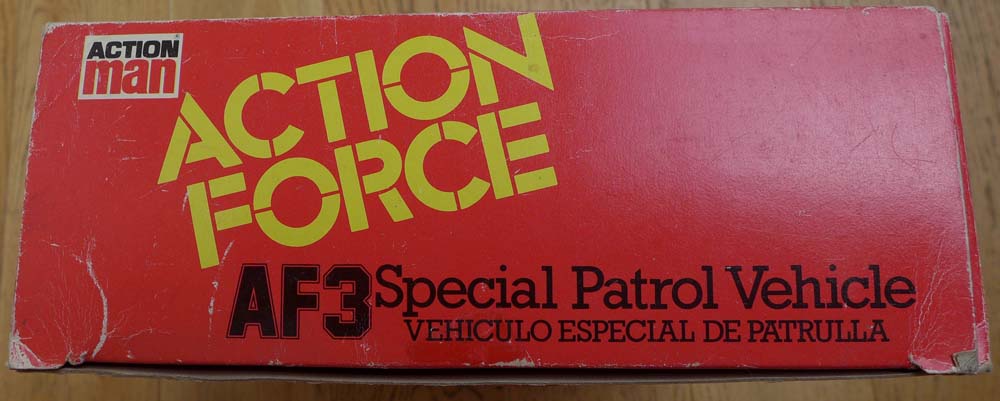 ACTION
man
ACTION
FORCE
AF3 Special Patrol Vehicle
VEHICULO ESPECIAL DE PATRULLA